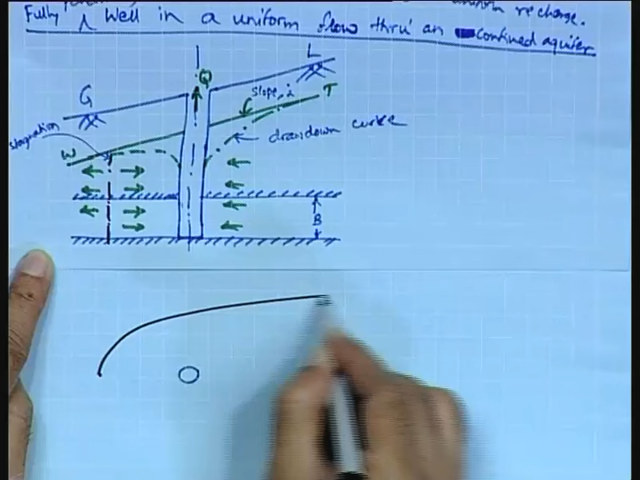 recharge.
Fully ∧ Well in a uniform flow thru' an confined aquifer
Q
L
G
slope, i
T
drawdown curve
stagnation
W
B